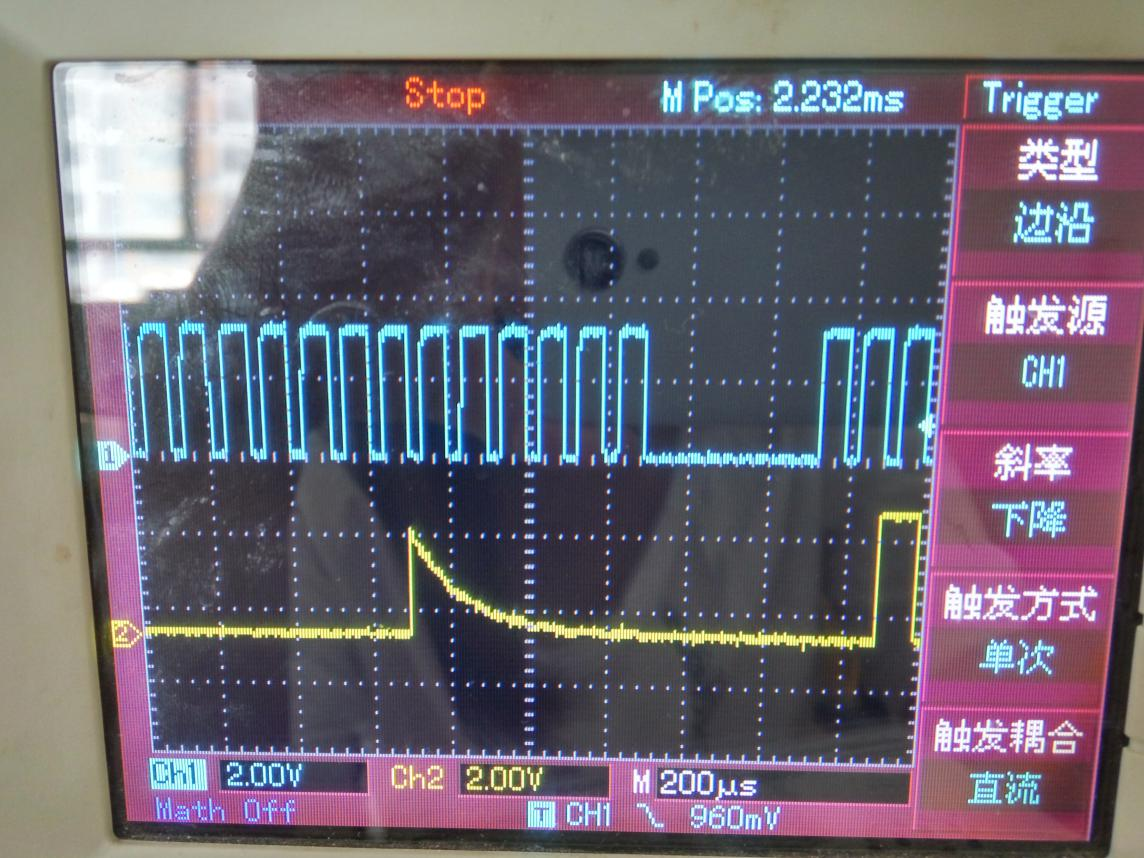 Stop M Pos: 2.232ms Trigger
类型
边沿
触发源
CH1
斜率
下降
触发方式
单次
触发耦合
直流
1
2
Ch1 2.00V Ch2 2.00V M 200µs
Math Off T CH1 960mV